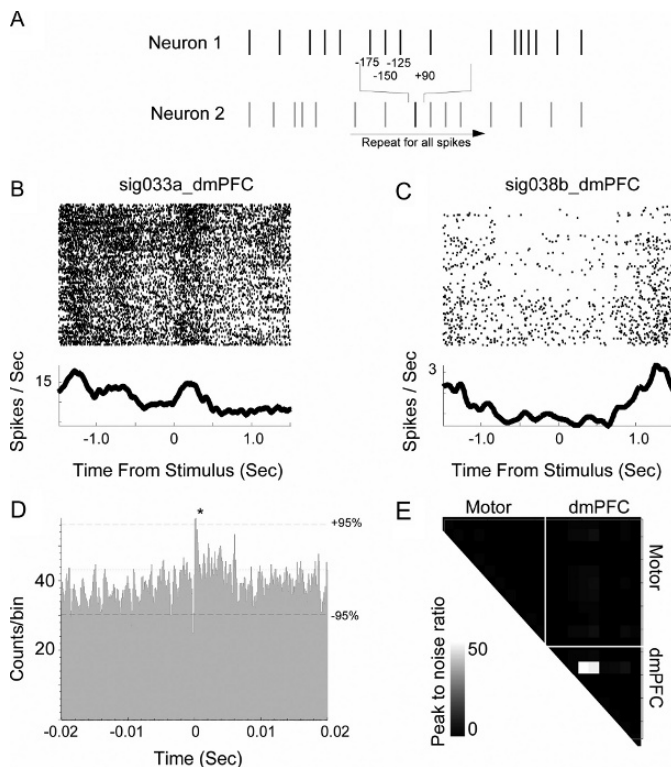 A
Neuron 1
-175 -125
-150 +90
Neuron 2
Repeat for all spikes
B
sig033a_dmPFC
Spikes / Sec
15
-1.0 0 1.0
Time From Stimulus (Sec)
C
sig038b_dmPFC
Spikes / Sec
3
-1.0 0 1.0
Time From Stimulus (Sec)
D
*
+95%
-95%
Counts/bin
40
20
-0.02 -0.01 0 0.01 0.02
Time (Sec)
E
Motor dmPFC
Motor
dmPFC
Peak to noise ratio
50
0